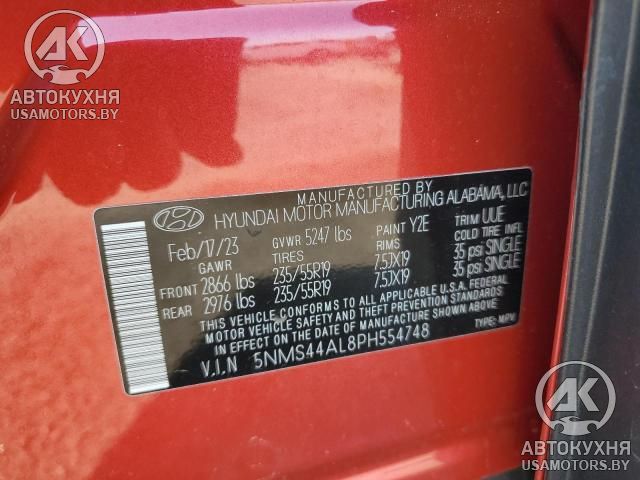 AK
АВТОКУХНЯ
USAMOTORS.BY
MANUFACTURED BY
HYUNDAI MOTOR MANUFACTURING ALABAMA, LLC
Feb/17/23 GVWR 5247 lbs PAINT Y2E TRIM UUE
GAWR TIRES RIMS COLD TIRE INFL
FRONT 2866 lbs 235/55R19 7.5JX19 35 psi SINGLE
REAR 2976 lbs 235/55R19 7.5JX19 35 psi SINGLE
THIS VEHICLE CONFORMS TO ALL APPLICABLE U.S.A. FEDERAL
MOTOR VEHICLE SAFETY AND THEFT PREVENTION STANDARDS
IN EFFECT ON THE DATE OF MANUFACTURE SHOWN ABOVE.
V.I.N 5NMS44AL8PH554748 TYPE: MPV
AK
АВТОКУХНЯ
USAMOTORS.BY